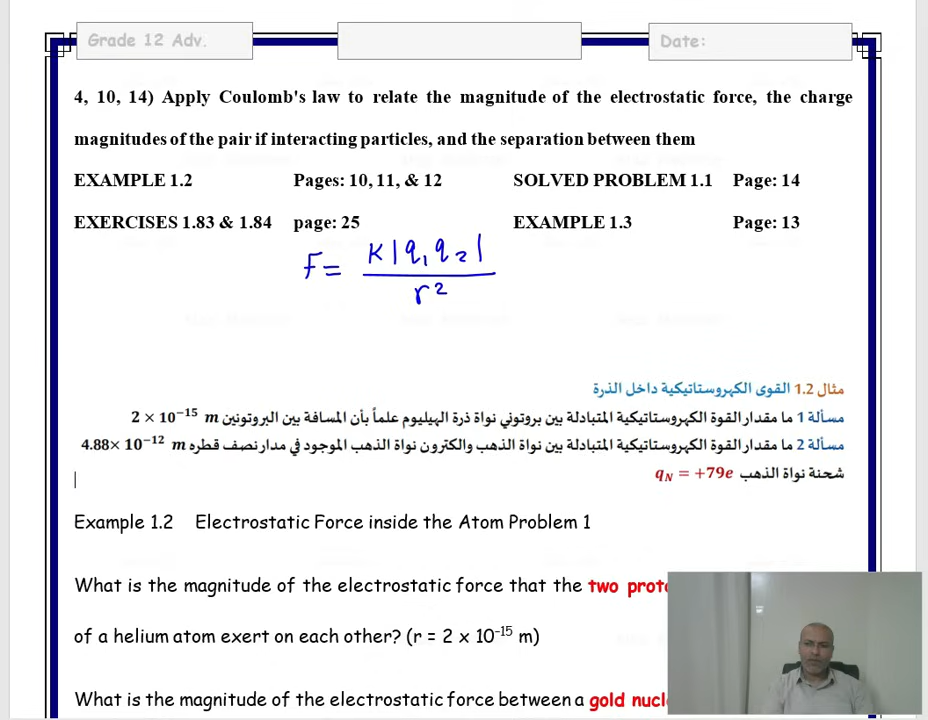 Grade 12 Adv.
Date:
4, 10, 14) Apply Coulomb's law to relate the magnitude of the electrostatic force, the charge
magnitudes of the pair if interacting particles, and the separation between them
EXAMPLE 1.2 Pages: 10, 11, & 12 SOLVED PROBLEM 1.1 Page: 14
EXERCISES 1.83 & 1.84 page: 25 EXAMPLE 1.3 Page: 13
F = K|q₁q₂| / r²
مثال 1.2 القوى الكهروستاتيكية داخل الذرة
مسألة 1 ما مقدار القوة الكهروستاتيكية المتبادلة بين بروتوني نواة ذرة الهيليوم علماً بأن المسافة بين البروتونين 2 × 10⁻¹⁵ m
مسألة 2 ما مقدار القوة الكهروستاتيكية المتبادلة بين نواة الذهب والكترون نواة الذهب الموجود في مدار نصف قطره 4.88× 10⁻¹² m
شحنة نواة الذهب qN = +79e
Example 1.2 Electrostatic Force inside the Atom Problem 1
What is the magnitude of the electrostatic force that the two
of a helium atom exert on each other? (r = 2 x 10⁻¹⁵ m)
What is the magnitude of the electrostatic force between a gold